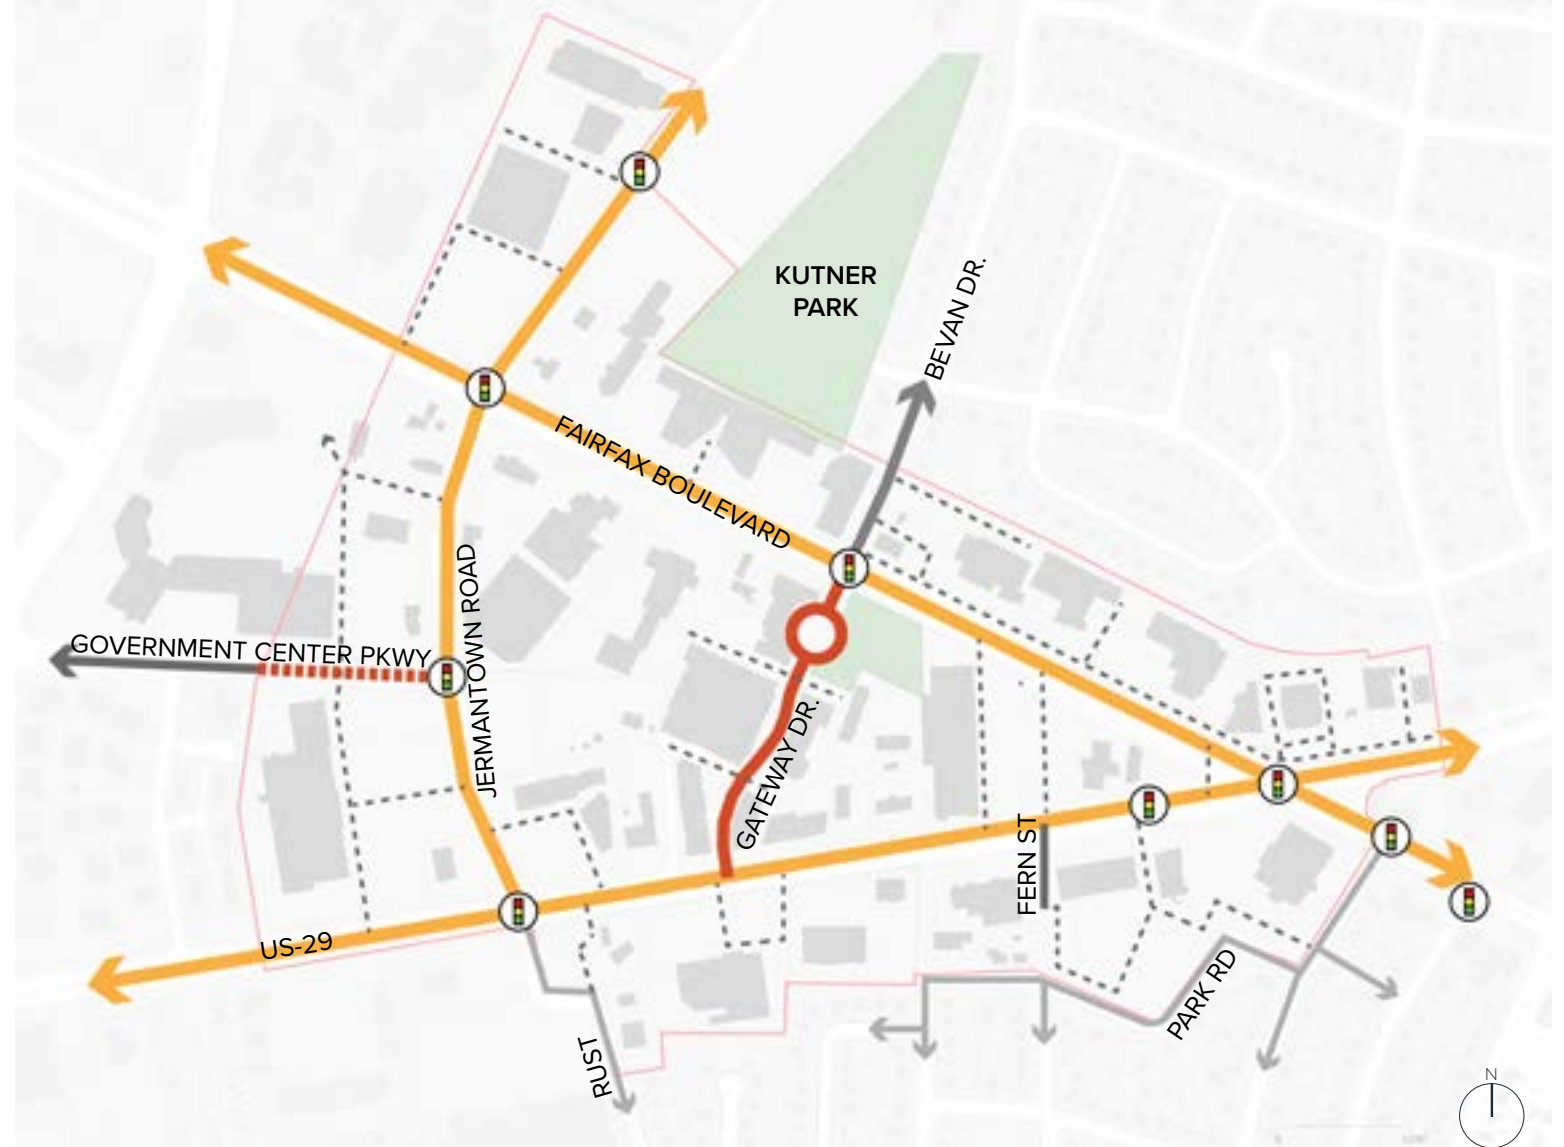 KUTNER
PARK
BEVAN DR.
FAIRFAX BOULEVARD
JERMANTOWN ROAD
GOVERNMENT CENTER PKWY
GATEWAY DR.
FERN ST
US-29
PARK RD
RUST
N